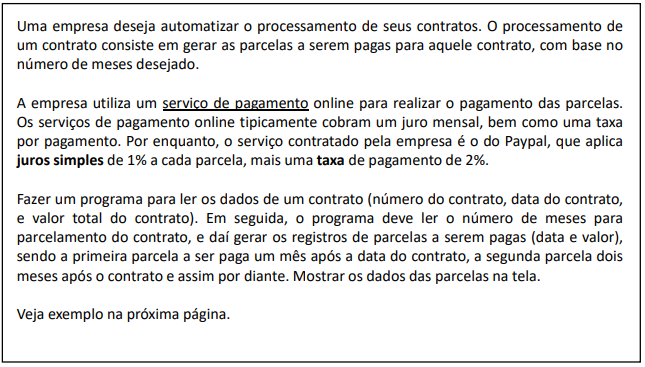 Uma empresa deseja automatizar o processamento de seus contratos. O processamento de
um contrato consiste em gerar as parcelas a serem pagas para aquele contrato, com base no
número de meses desejado.
A empresa utiliza um serviço de pagamento online para realizar o pagamento das parcelas.
Os serviços de pagamento online tipicamente cobram um juro mensal, bem como uma taxa
por pagamento. Por enquanto, o serviço contratado pela empresa é o do Paypal, que aplica
juros simples de 1% a cada parcela, mais uma taxa de pagamento de 2%.
Fazer um programa para ler os dados de um contrato (número do contrato, data do contrato,
e valor total do contrato). Em seguida, o programa deve ler o número de meses para
parcelamento do contrato, e daí gerar os registros de parcelas a serem pagas (data e valor),
sendo a primeira parcela a ser paga um mês após a data do contrato, a segunda parcela dois
meses após o contrato e assim por diante. Mostrar os dados das parcelas na tela.
Veja exemplo na próxima página.